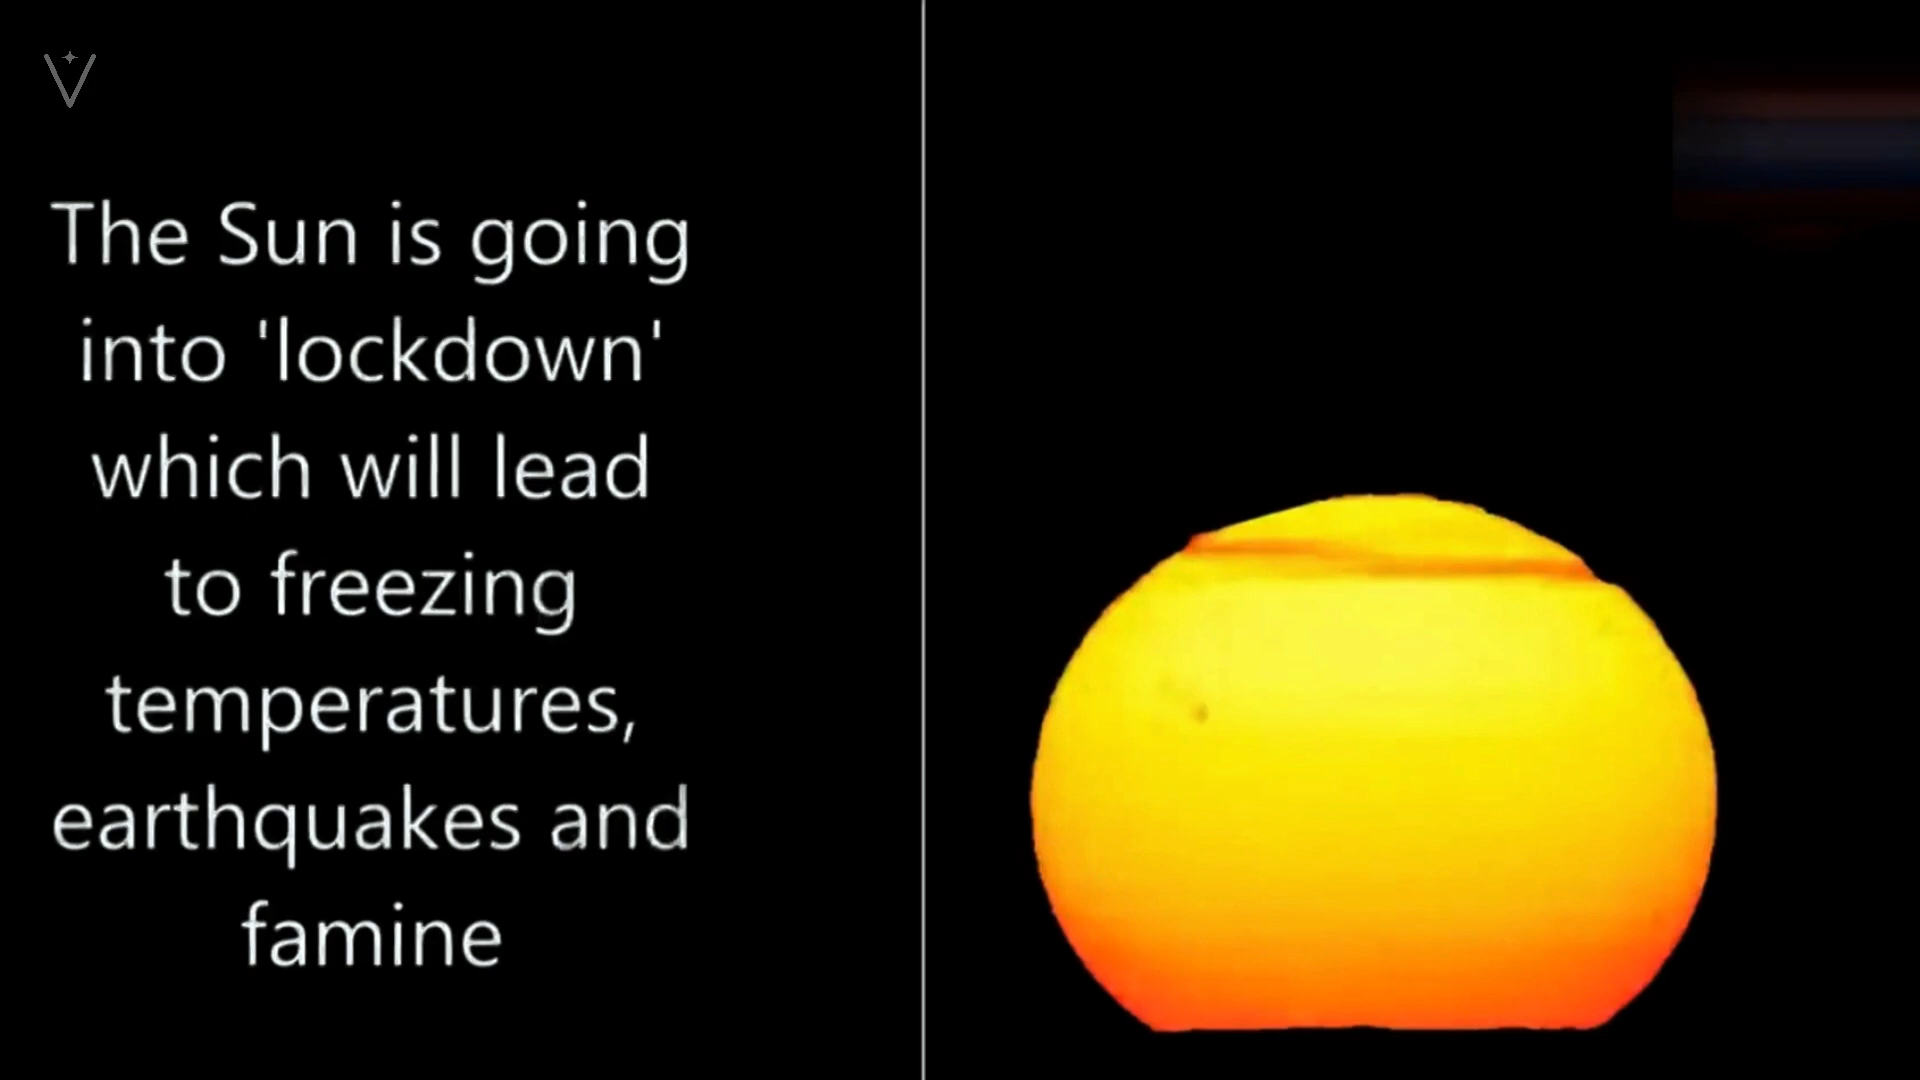 The Sun is going
into 'lockdown'
which will lead
to freezing
temperatures,
earthquakes and
famine